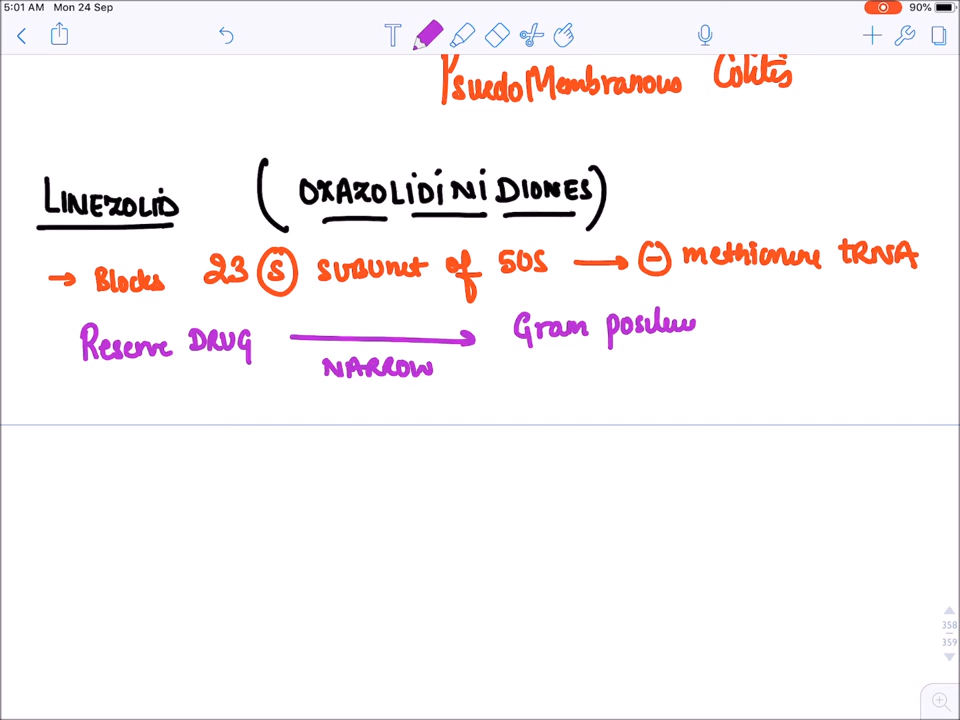 5:01 AM Mon 24 Sep 90%
T
PsuedoMembranous Colites
LINEZOLID (OXAZOLIDINIDIONES)
→ Blocks 23 S SUBUNIT of 50S → (-) methionine tRNA
Reserve DRUG → Gram positive
NARROW
358
359